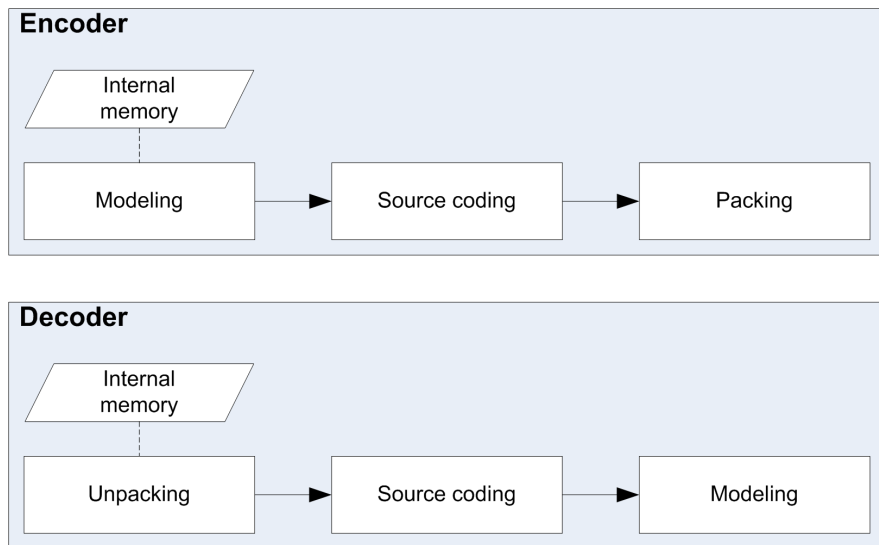 Encoder
Internal
memory
Modeling
Source coding
Packing
Decoder
Internal
memory
Unpacking
Source coding
Modeling